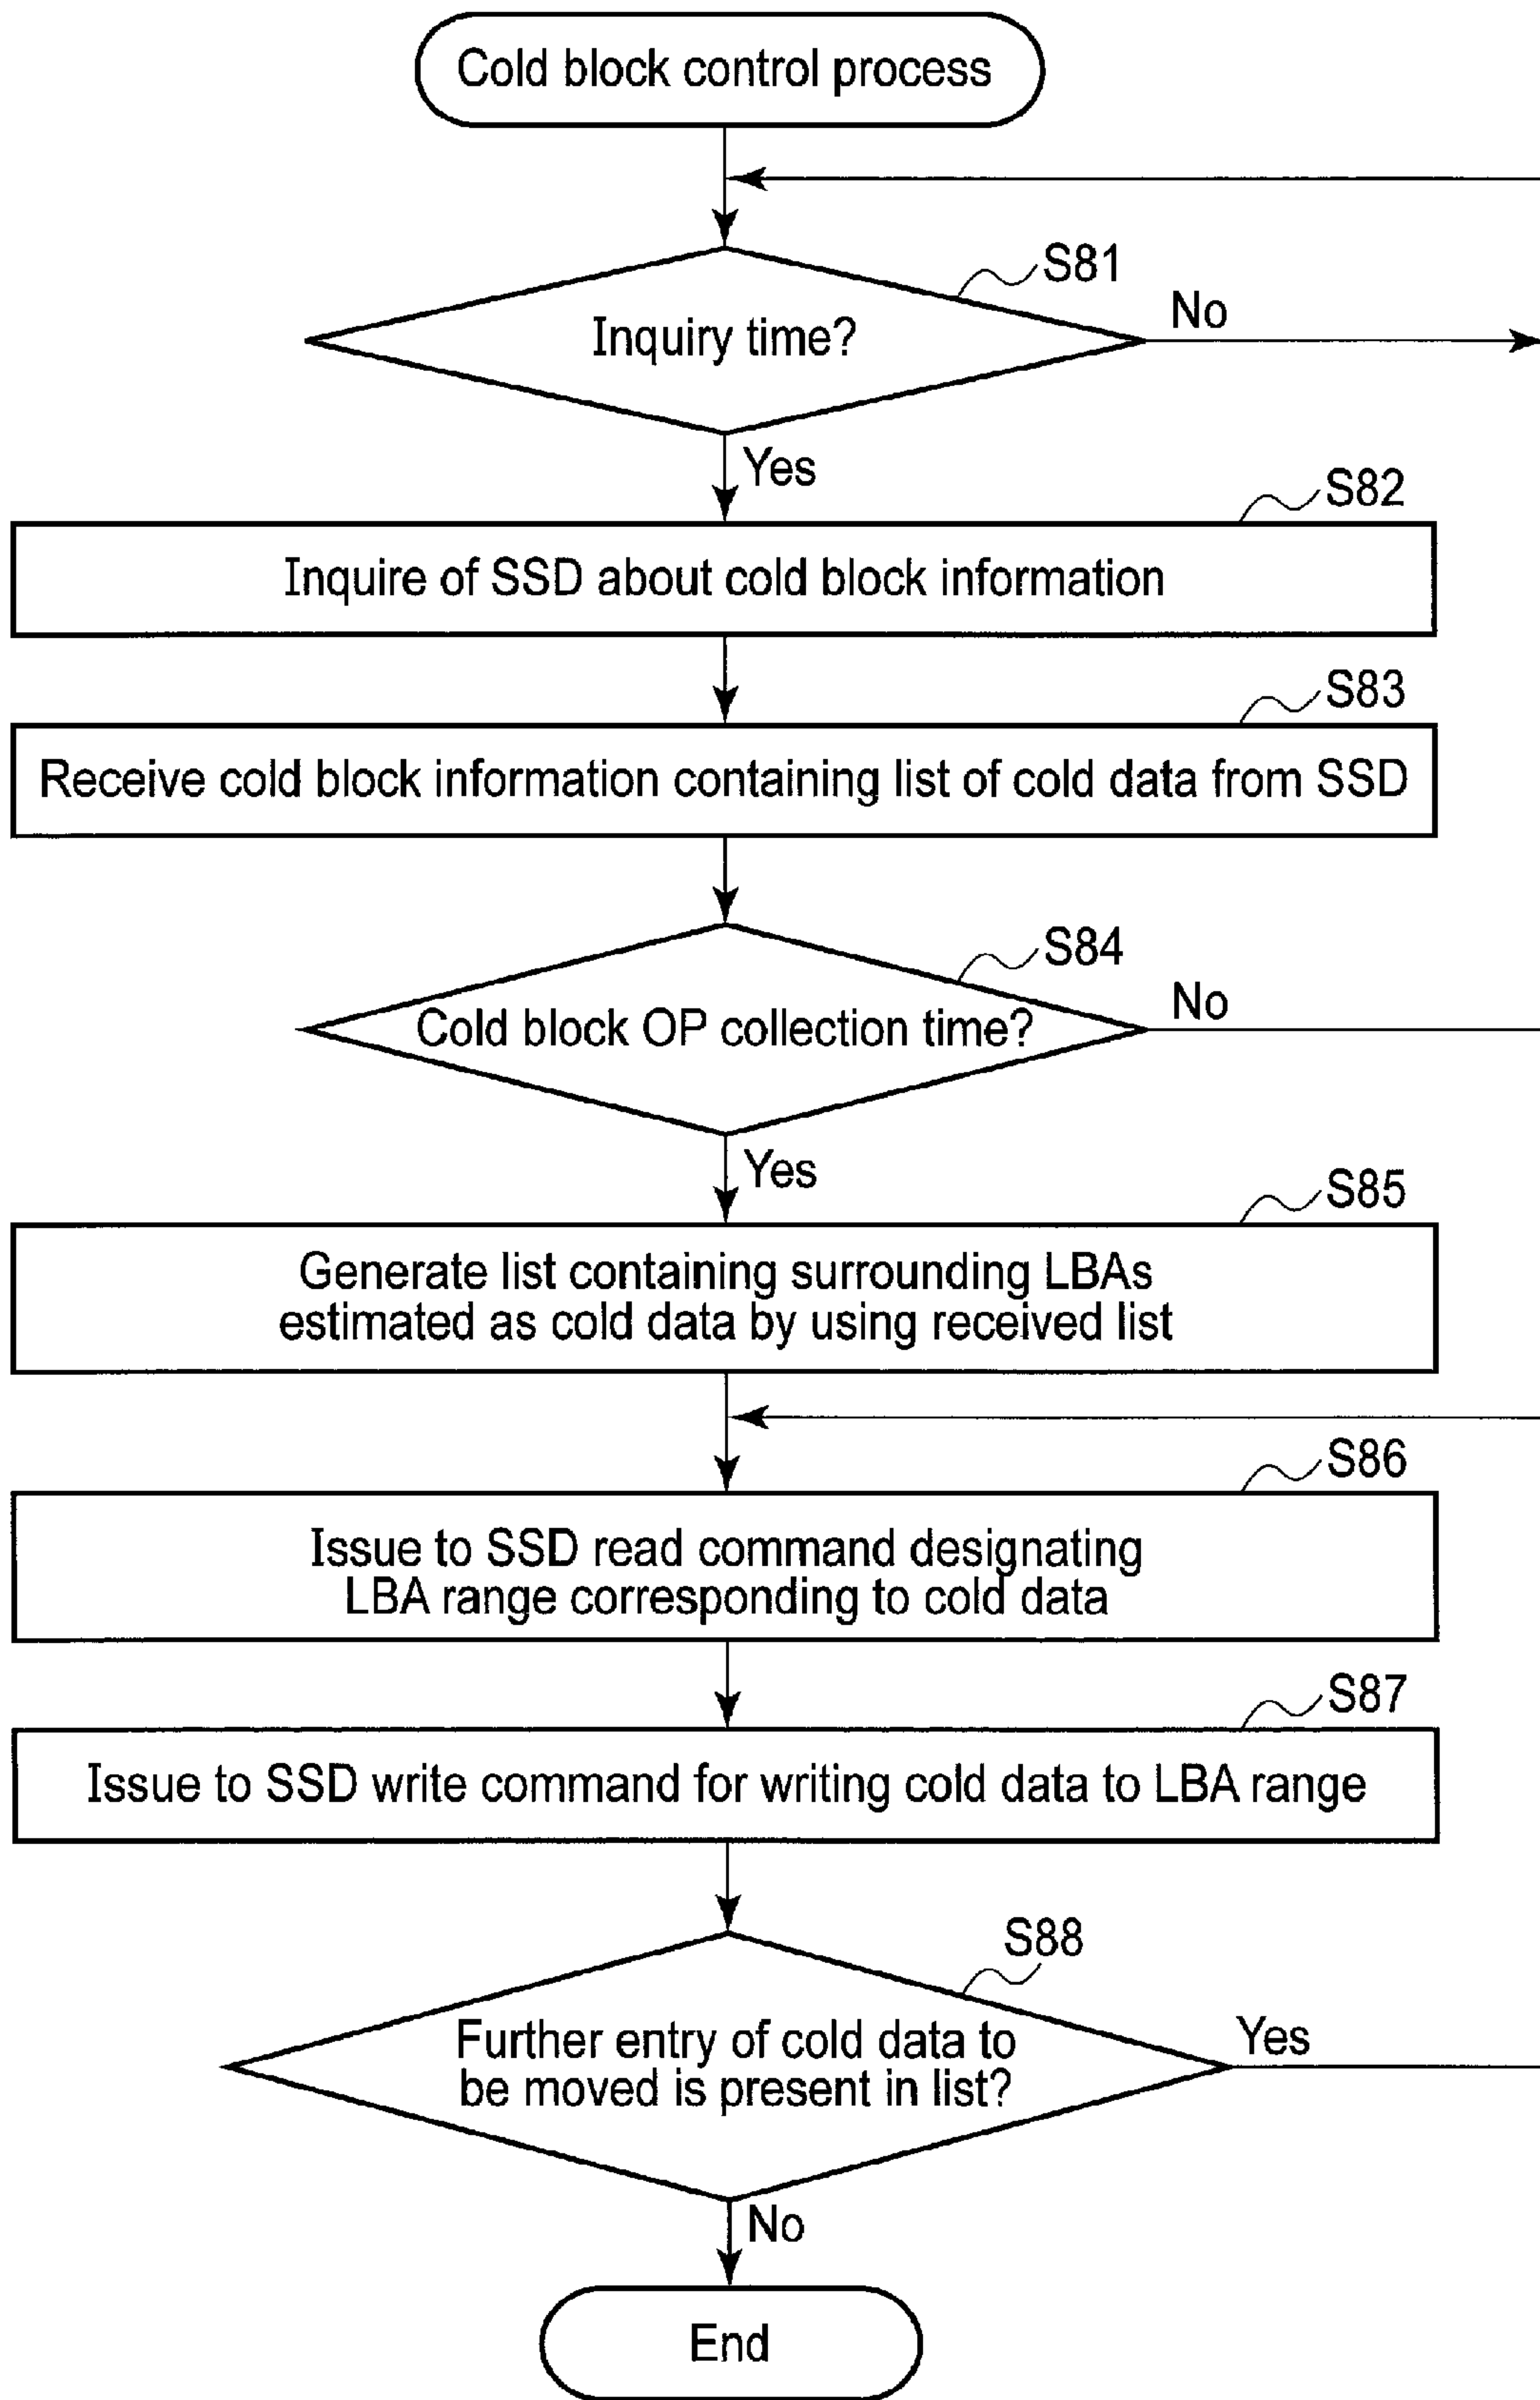 Cold block control process
S81
Inquiry time?
No
Yes
S82
Inquire of SSD about cold block information
S83
Receive cold block information containing list of cold data from SSD
S84
Cold block OP collection time?
No
Yes
S85
Generate list containing surrounding LBAs
estimated as cold data by using received list
S86
Issue to SSD read command designating
LBA range corresponding to cold data
S87
Issue to SSD write command for writing cold data to LBA range
S88
Further entry of cold data to
be moved is present in list?
Yes
No
End